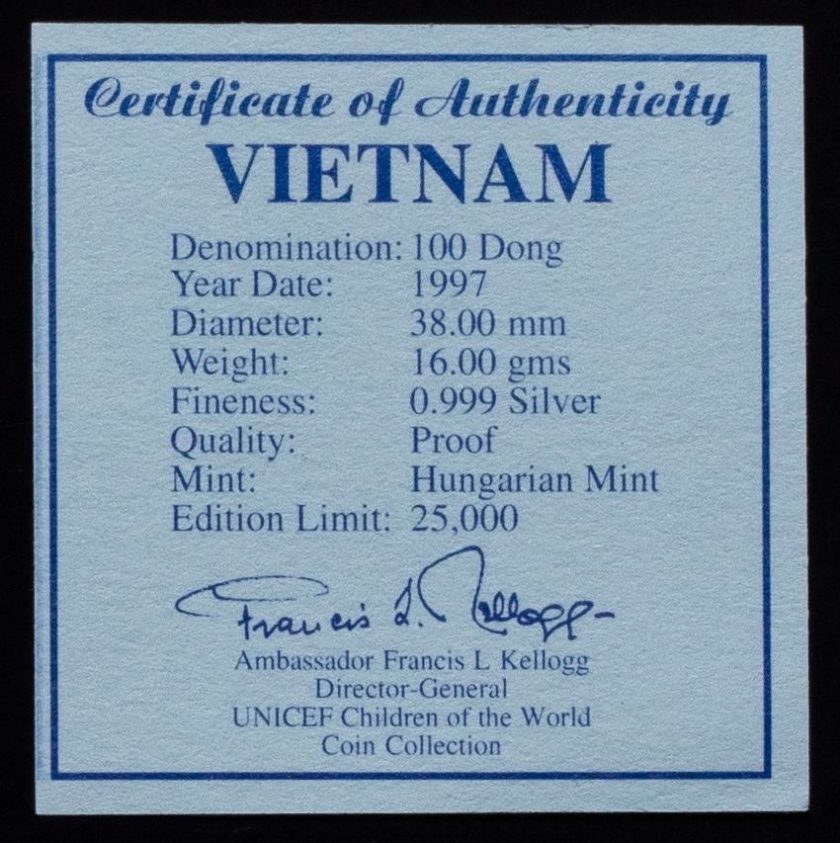 Certificate of Authenticity
VIETNAM
Denomination: 100 Dong
Year Date: 1997
Diameter: 38.00 mm
Weight: 16.00 gms
Fineness: 0.999 Silver
Quality: Proof
Mint: Hungarian Mint
Edition Limit: 25,000
Francis L. Kellogg
Ambassador Francis L Kellogg
Director-General
UNICEF Children of the World
Coin Collection